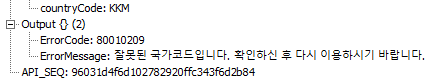 countryCode: KKM
Output {} (2)
ErrorCode: 80010209
ErrorMessage: 잘못된 국가코드입니다, 확인하신 후 다시 이용하시기 바랍니다.
API_SEQ: 96031d4f6d102782920ffc343f6d2b84